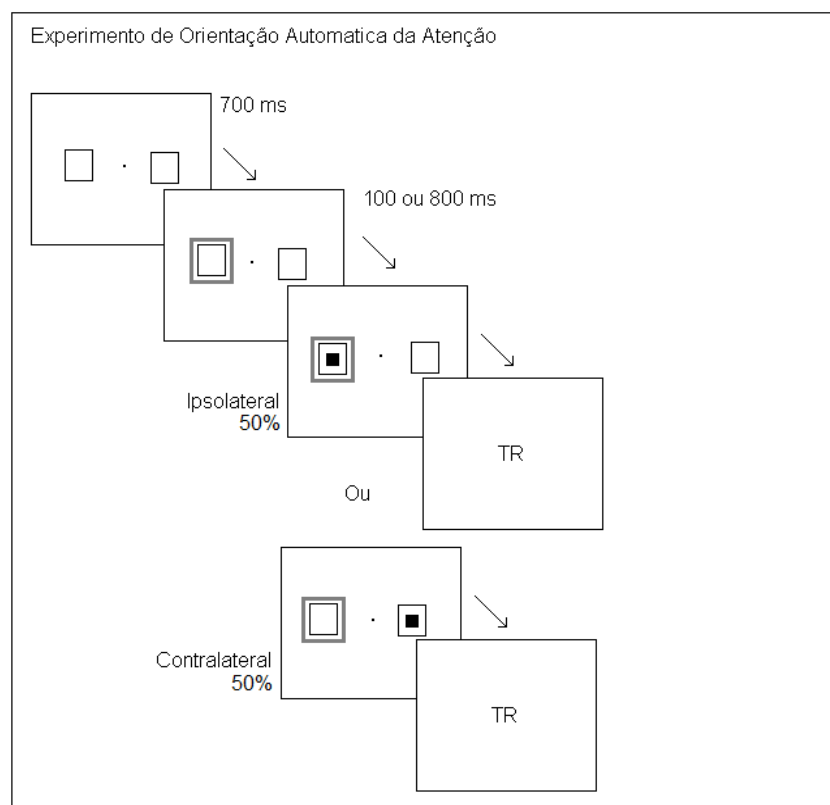 Experimento de Orientação Automatica da Atenção
700 ms
100 ou 800 ms
Ipsolateral
50%
TR
Ou
Contralateral
50%
TR